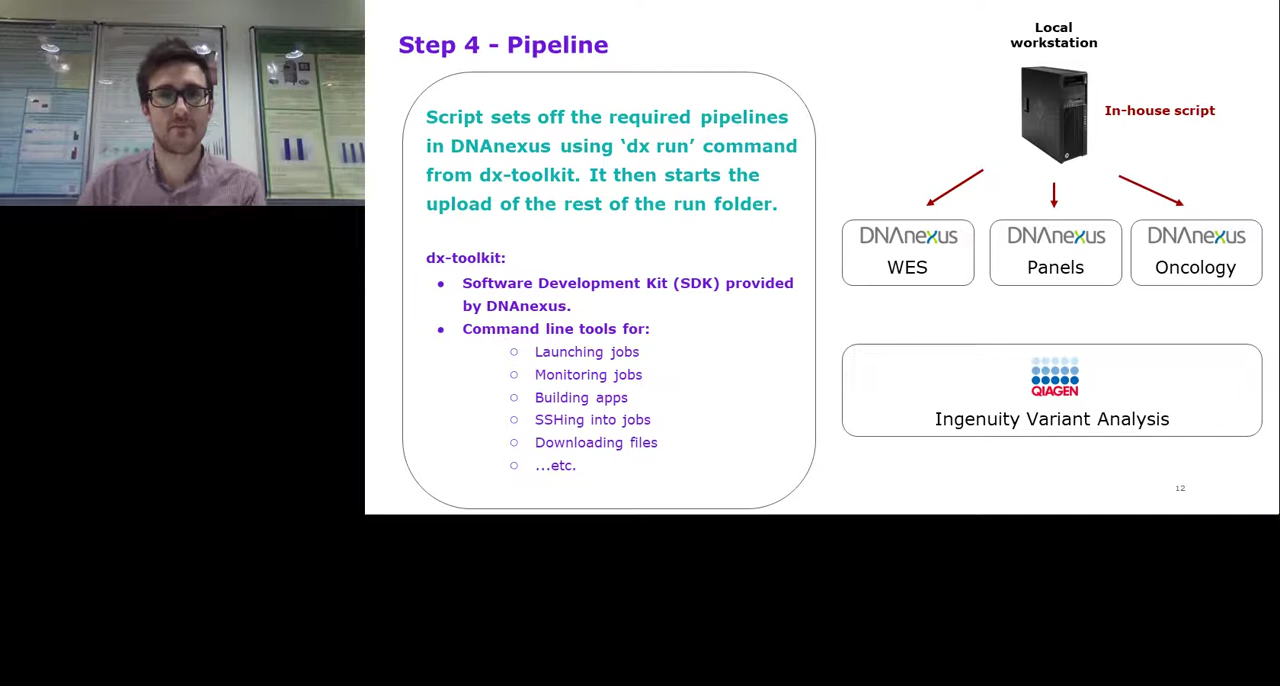 Step 4 - Pipeline
Script sets off the required pipelines
in DNAnexus using ‘dx run’ command
from dx-toolkit. It then starts the
upload of the rest of the run folder.
dx-toolkit:
● Software Development Kit (SDK) provided
by DNAnexus.
● Command line tools for:
○ Launching jobs
○ Monitoring jobs
○ Building apps
○ SSHing into jobs
○ Downloading files
○ ...etc.
Local
workstation
In-house script
DNAnexus
WES
DNAnexus
Panels
DNAnexus
Oncology
QIAGEN
Ingenuity Variant Analysis
12